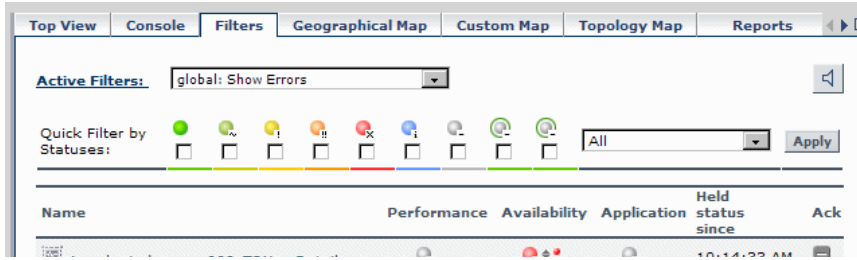 Top View Console Filters Geographical Map Custom Map Topology Map Reports
Active Filters: global: Show Errors
Quick Filter by
Statuses:
All Apply
Name Performance Availability Application Held status since Ack